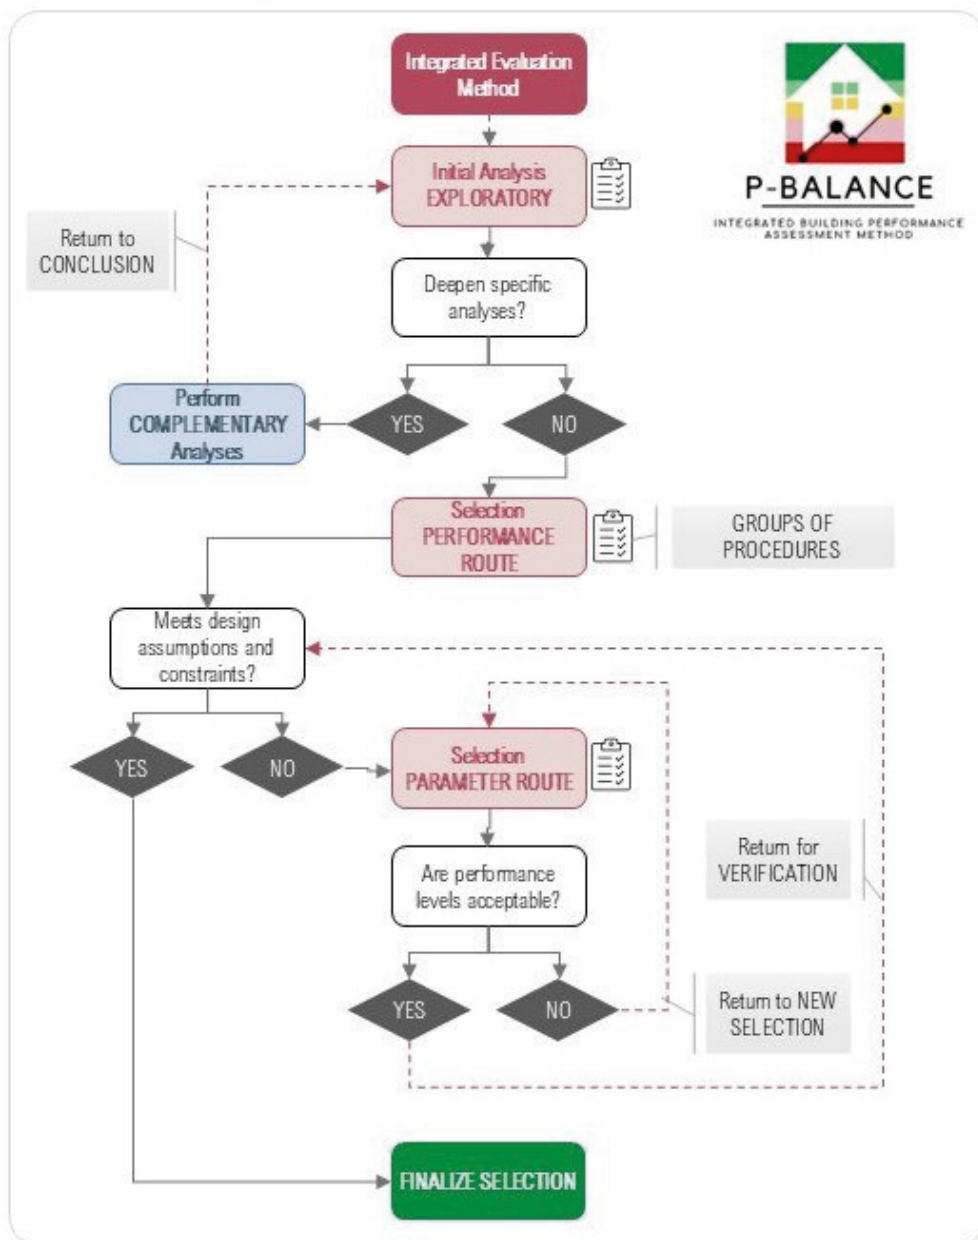 Integrated Evaluation
Method
P-BALANCE
INTEGRATED BUILDING PERFORMANCE
ASSESSMENT METHOD
Initial Analysis
EXPLORATORY
Return to
CONCLUSION
Deepen specific
analyses?
Perform
COMPLEMENTARY
Analyses
YES
NO
Selection
PERFORMANCE
ROUTE
GROUPS OF
PROCEDURES
Meets design
assumptions and
constraints?
YES
NO
Selection
PARAMETER ROUTE
Are performance
levels acceptable?
Return for
VERIFICATION
YES
NO
Return to NEW
SELECTION
FINALIZE SELECTION